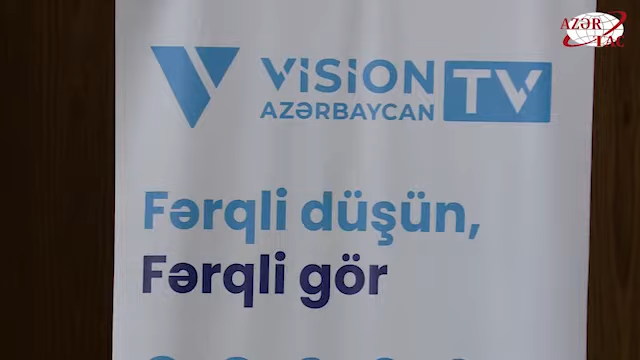 AZƏR
TAC
VISION TV
AZƏRBAYCAN
Fərqli düşün,
Fərqli gör